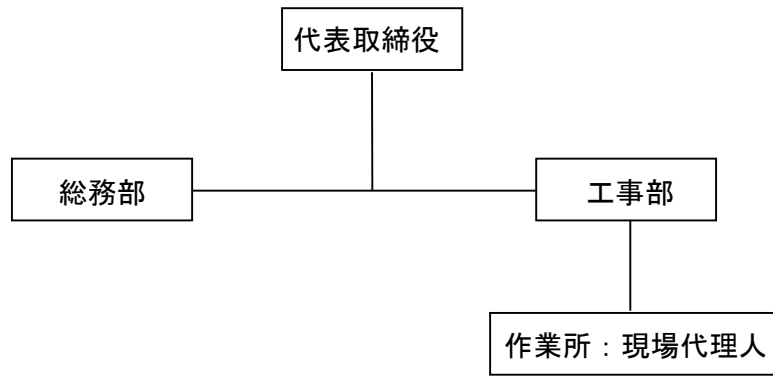 代表取締役
総務部
工事部
作業所：現場代理人